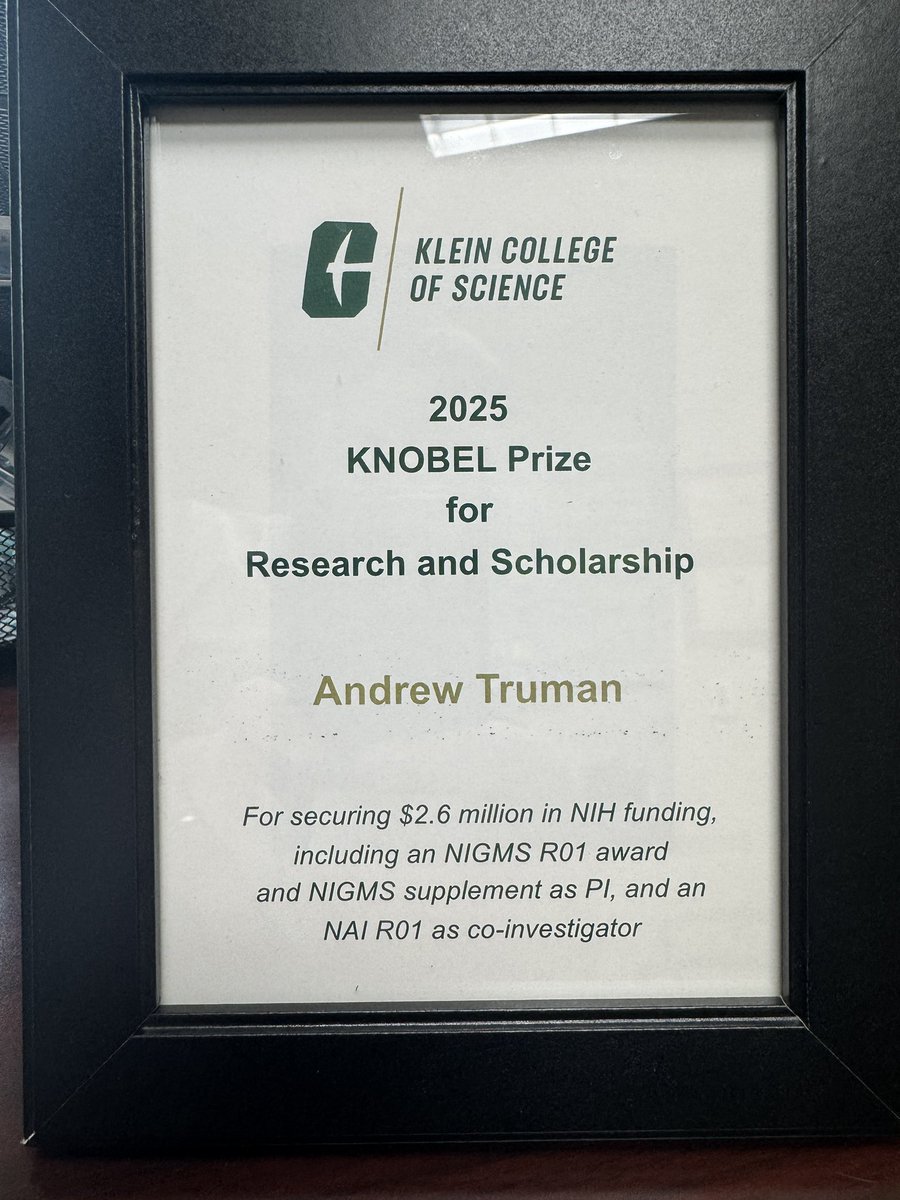 KLEIN COLLEGE
OF SCIENCE
2025
KNOBEL Prize
for
Research and Scholarship
Andrew Truman
For securing $2.6 million in NIH funding,
including an NIGMS R01 award
and NIGMS supplement as PI, and an
NAI R01 as co-investigator